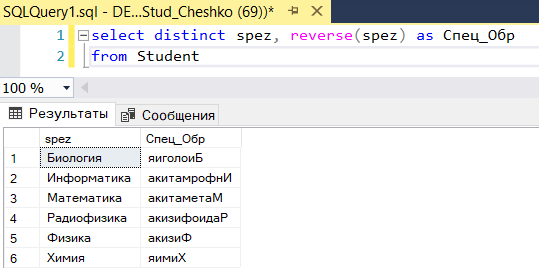 SQLQuery1.sql - DE...Stud_Cheshko (69))*
1 select distinct spez, reverse(spez) as Спец_Обр
2 from Student
100 %
Результаты Сообщения
spez Спец_Обр
1 Биология яиголоиБ
2 Информатика акитамрофнИ
3 Математика акитаметаМ
4 Радиофизика акизифоидаР
5 Физика акизиФ
6 Химия яимиХ